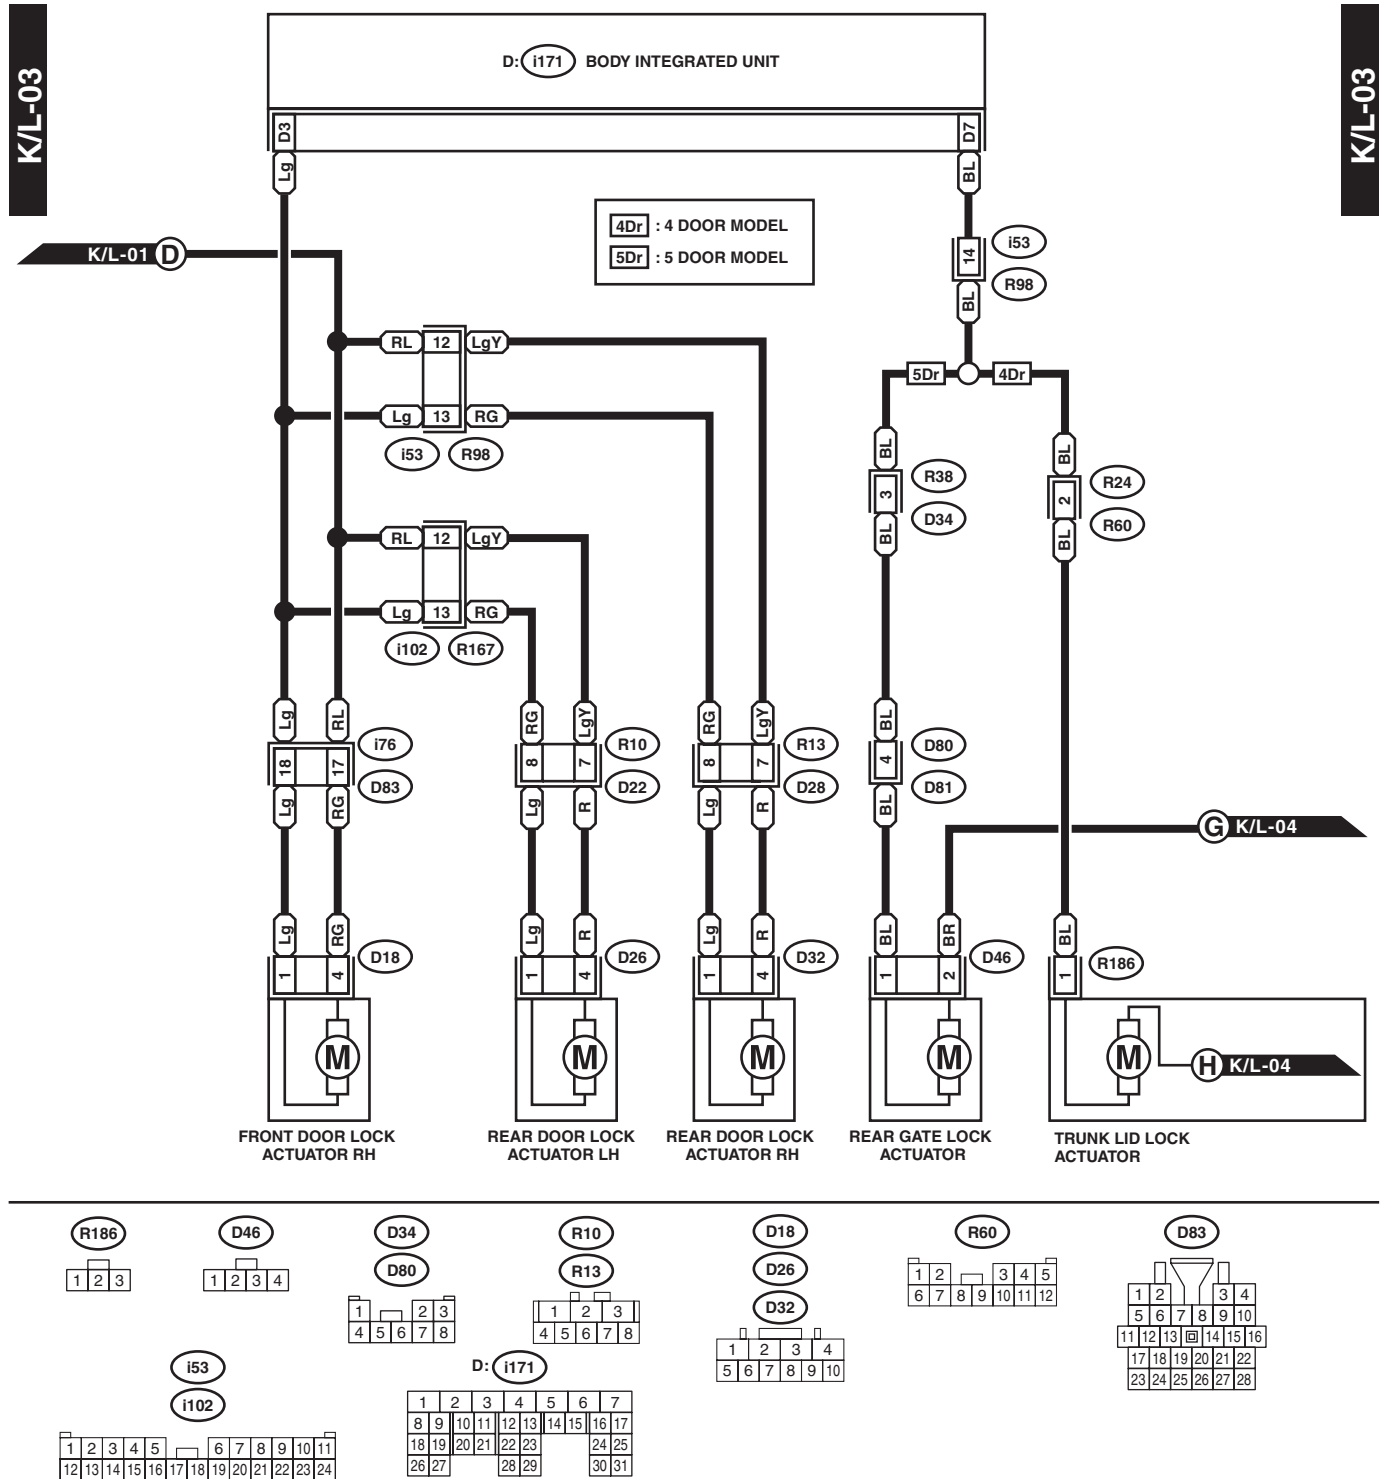 K/L-03
K/L-03
D: i171 BODY INTEGRATED UNIT
D3
D7
Lg
BL
4Dr : 4 DOOR MODEL
5Dr : 5 DOOR MODEL
K/L-01 D
14
i53
R98
BL
RL 12 LgY
5Dr
4Dr
Lg 13 RG
i53 R98
BL
3
R38
D34
BL
BL
2
R24
R60
BL
RL 12 LgY
Lg 13 RG
i102 R167
Lg RL
RG LgY
RG LgY
BL
18 17
i76
D83
8 7
R10
D22
8 7
R13
D28
4
D80
D81
Lg RG
Lg R
Lg R
BL
G K/L-04
Lg RG
Lg R
Lg R
BL BR
BL
1 4 D18
1 4 D26
1 4 D32
1 2 D46
1 R186
M
M
M
M
M
H K/L-04
FRONT DOOR LOCK
ACTUATOR RH
REAR DOOR LOCK
ACTUATOR LH
REAR DOOR LOCK
ACTUATOR RH
REAR GATE LOCK
ACTUATOR
TRUNK LID LOCK
ACTUATOR
R186
1 2 3
D46
1 2 3 4
D34
D80
1 2 3
4 5 6 7 8
R10
R13
1 2 3
4 5 6 7 8
D18
D26
D32
1 2 3 4
5 6 7 8 9 10
R60
1 2 3 4 5
6 7 8 9 10 11 12
D83
1 2 3 4
5 6 7 8 9 10
11 12 13 14 15 16
17 18 19 20 21 22
23 24 25 26 27 28
i53
i102
1 2 3 4 5 6 7 8 9 10 11
12 13 14 15 16 17 18 19 20 21 22 23 24
D: i171
1 2 3 4 5 6 7
8 9 10 11 12 13 14 15 16 17
18 19 20 21 22 23 24 25
26 27 28 29 30 31